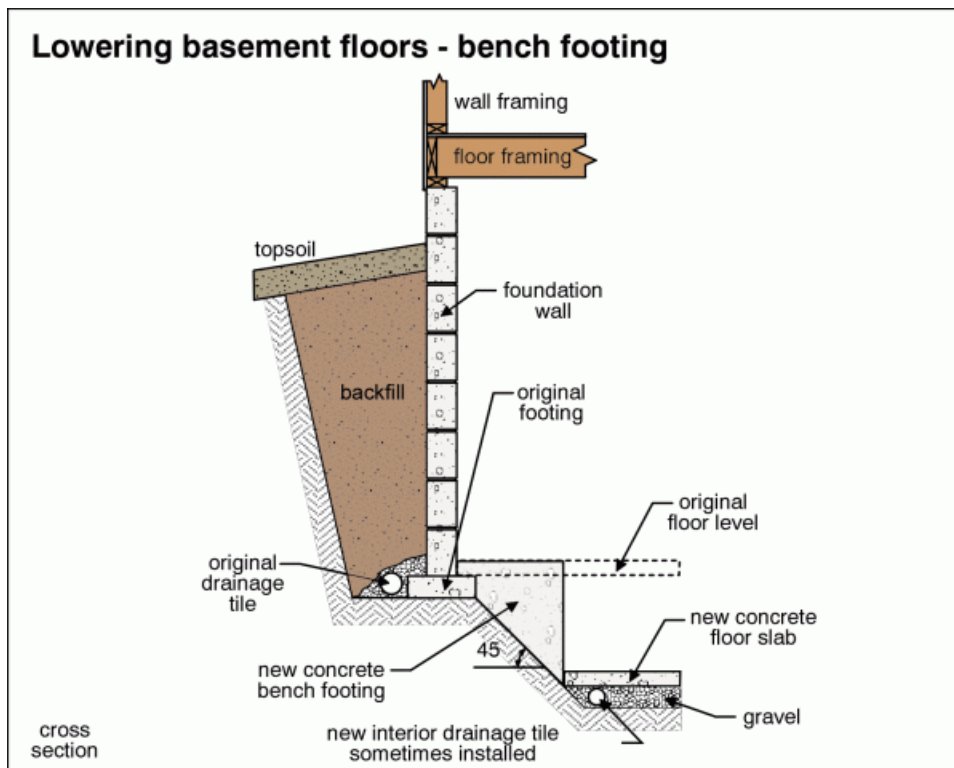 Lowering basement floors - bench footing
wall framing
floor framing
topsoil
foundation
wall
backfill
original
footing
original
floor level
original
drainage
tile
new concrete
floor slab
45
new concrete
bench footing
gravel
new interior drainage tile
sometimes installed
cross
section